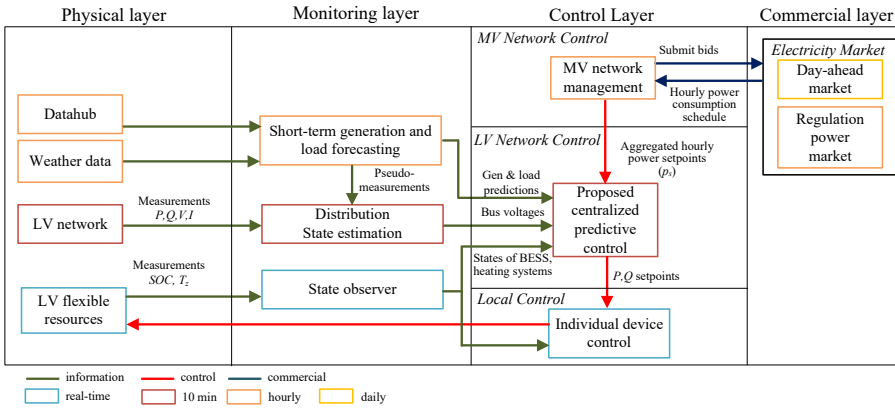 Physical layer
Monitoring layer
Control Layer
Commercial layer
MV Network Control
Submit bids
Electricity Market
MV network
management
Day-ahead
market
Hourly power
consumption
schedule
Regulation
power
market
Datahub
Weather data
Short-term generation and
load forecasting
LV Network Control
Aggregated hourly
power setpoints
(pₛ)
Pseudo-
measurements
Gen & load
predictions
Measurements
P,Q,V,I
LV network
Distribution
State estimation
Bus voltages
Proposed
centralized
predictive
control
States of BESS,
heating systems
P,Q setpoints
Measurements
SOC, T_z
LV flexible
resources
State observer
Local Control
Individual device
control
information
control
commercial
real-time
10 min
hourly
daily